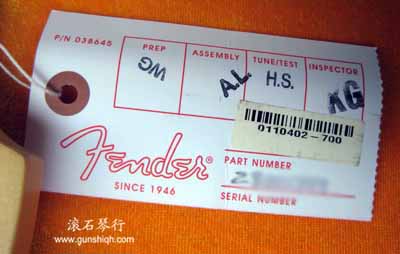 P/N 038645
PREP ASSEMBLY TUNE/TEST INSPECTOR
WG A.L. H.S. KG
0110402-700
Fender®
PART NUMBER
SINCE 1946
SERIAL NUMBER
滚石琴行
www.gunshiqh.com